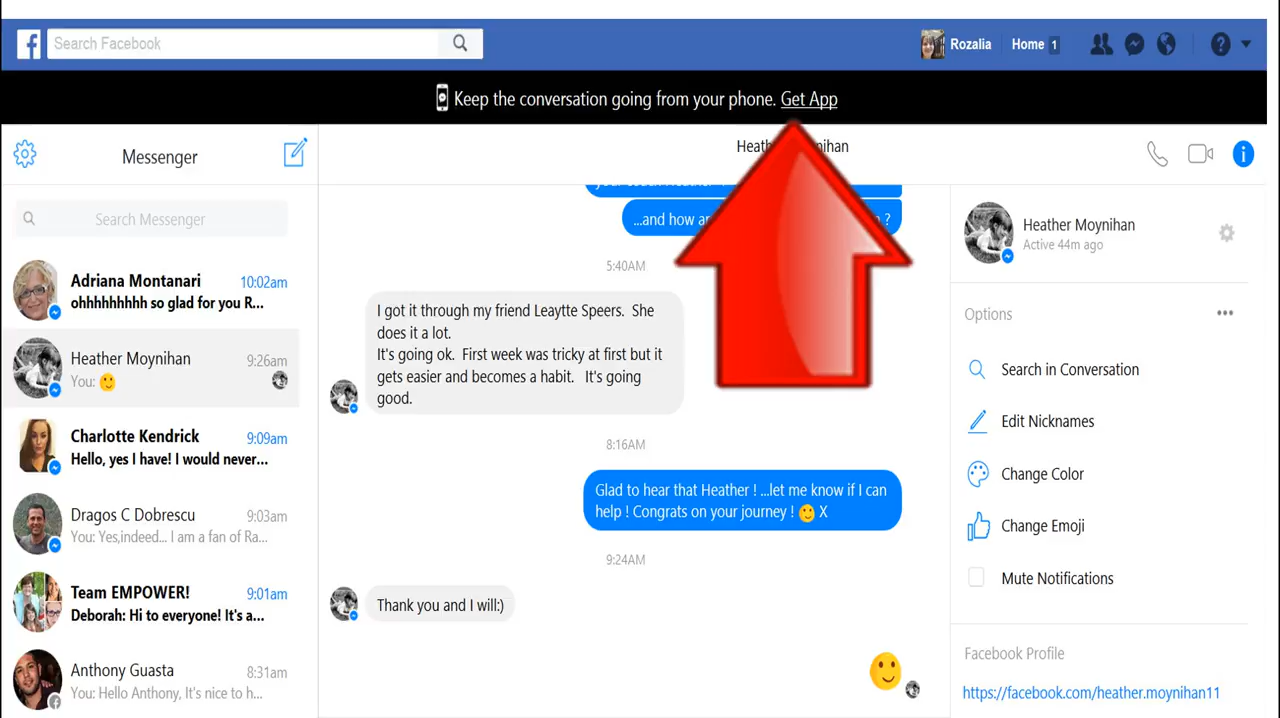 f
Search Facebook
Rozalia
Home 1
?
Keep the conversation going from your phone. Get App
Messenger
Search Messenger
Adriana Montanari 10:02am
ohhhhhhhhh so glad for you R...
Heather Moynihan 9:26am
You: 🙂
Charlotte Kendrick 9:09am
Hello, yes I have! I would never...
Dragos C Dobrescu 9:03am
You: Yes,indeed... I am a fan of Ra...
Team EMPOWER! 9:01am
Deborah: Hi to everyone! It's a...
Anthony Guasta 8:31am
You: Hello Anthony, It's nice to h...
...and how ?
5:40AM
I got it through my friend Leaytte Speers. She
does it a lot.
It's going ok. First week was tricky at first but it
gets easier and becomes a habit. It's going
good.
8:16AM
Glad to hear that Heather ! ...let me know if I can
help ! Congrats on your journey ! 🙂 X
9:24AM
Thank you and I will:)
i
Heather Moynihan
Active 44m ago
Options
Search in Conversation
Edit Nicknames
Change Color
Change Emoji
Mute Notifications
Facebook Profile
https://facebook.com/heather.moynihan11